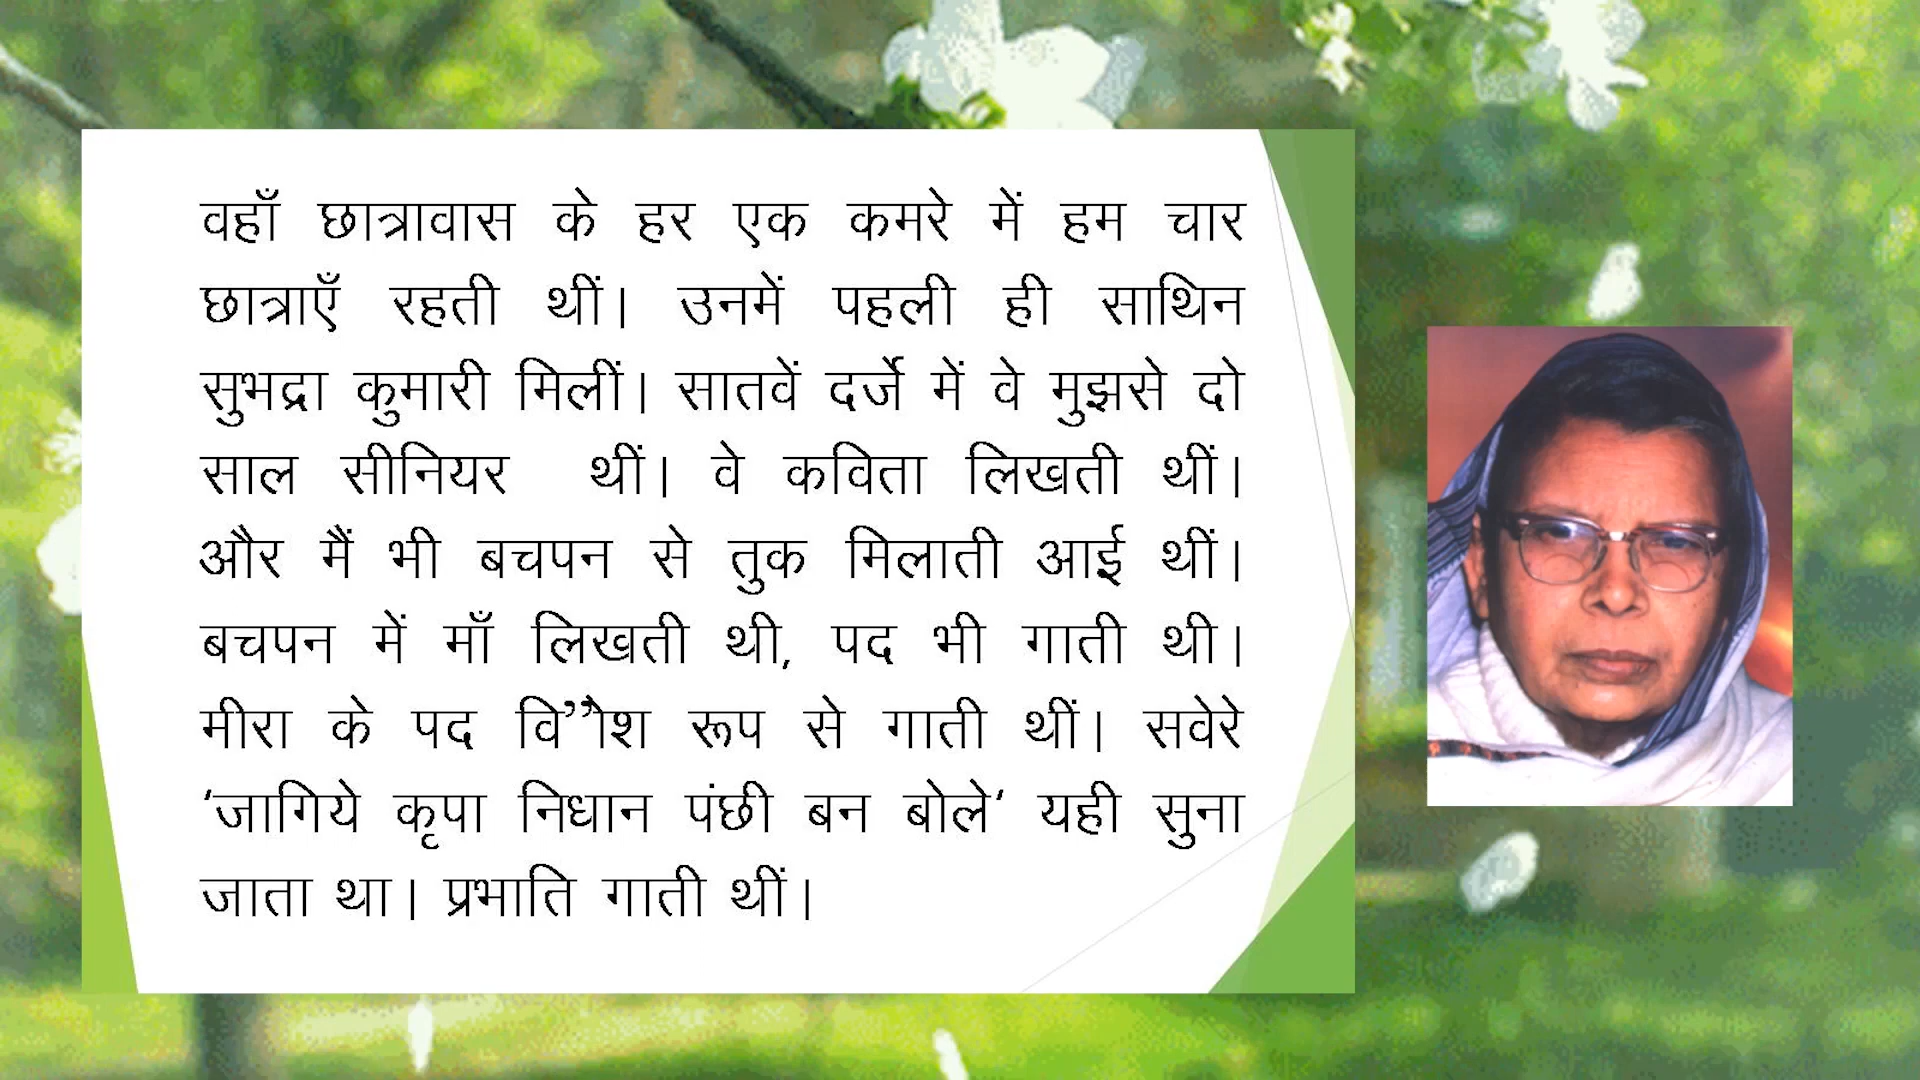 वहाँ छात्रावास के हर एक कमरे में हम चार
छात्राएँ रहती थीं। उनमें पहली ही साथिन
सुभद्रा कुमारी मिलीं। सातवें दर्जे में वे मुझसे दो
साल सीनियर थीं। वे कविता लिखती थीं।
और मैं भी बचपन से तुक मिलाती आई थीं।
बचपन में माँ लिखती थी, पद भी गाती थी।
मीरा के पद रूप से गाती थीं। सवेरे
‘जागिये कृपा निधान पंछी बन बोले‘ यही सुना
जाता था। प्रभाति गाती थीं।